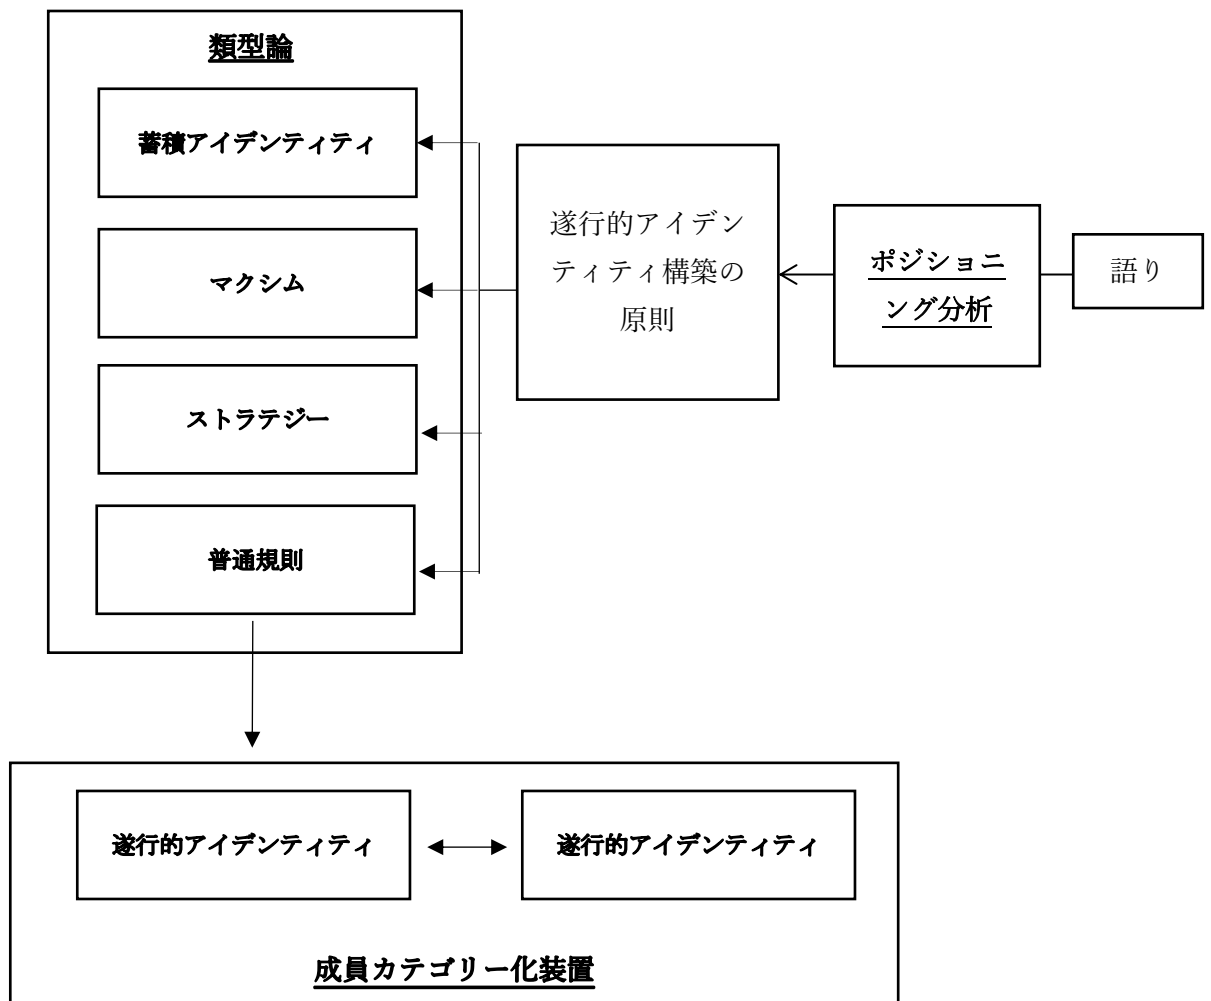 類型論
蓄積アイデンティティ
マクシム
ストラテジー
普通規則
遂行的アイデン
ティティ構築の
原則
ポジショニ
ング分析
語り
遂行的アイデンティティ
遂行的アイデンティティ
成員カテゴリー化装置